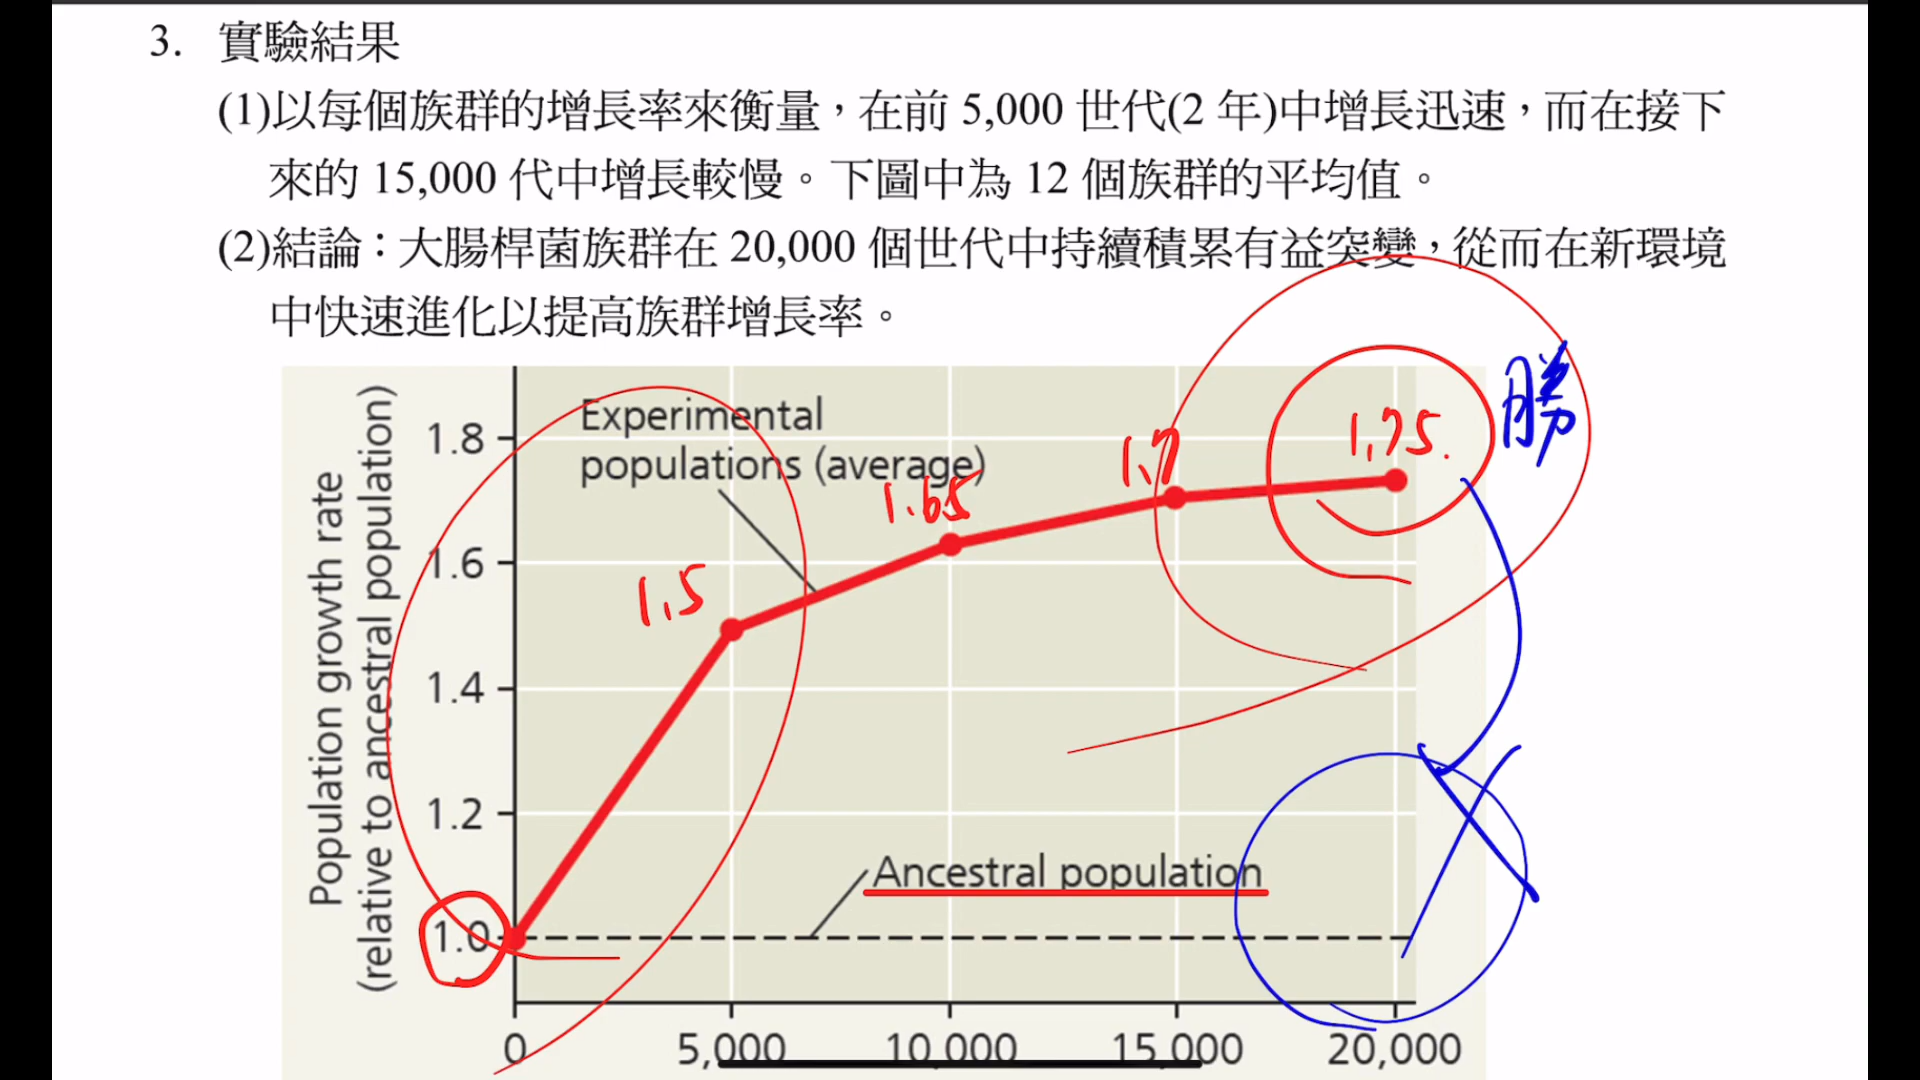 3. 實驗結果
(1)以每個族群的增長率來衡量，在前 5,000 世代(2 年)中增長迅速，而在接下
來的 15,000 代中增長較慢。下圖中為 12 個族群的平均值。
(2)結論：大腸桿菌族群在 20,000 個世代中持續積累有益突變，從而在新環境
中快速進化以提高族群增長率。
Population growth rate
(relative to ancestral population)
1.8
1.6
1.4
1.2
1.0
Experimental
populations (average)
1.5
1.65
1.7
1.75.
勝
Ancestral population
0 5,000 10,000 15,000 20,000